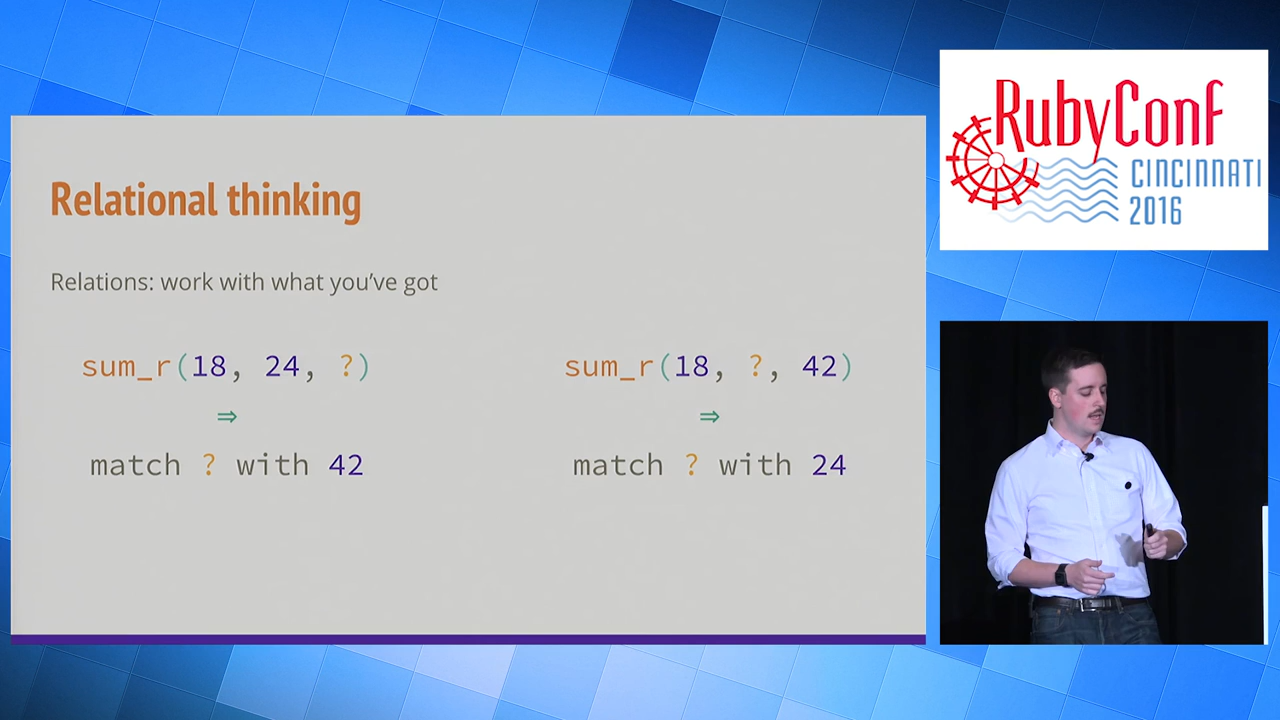 Relational thinking
Relations: work with what you've got
sum_r(18, 24, ?)
⇒
match ? with 42
sum_r(18, ?, 42)
⇒
match ? with 24
RubyConf
CINCINNATI
2016